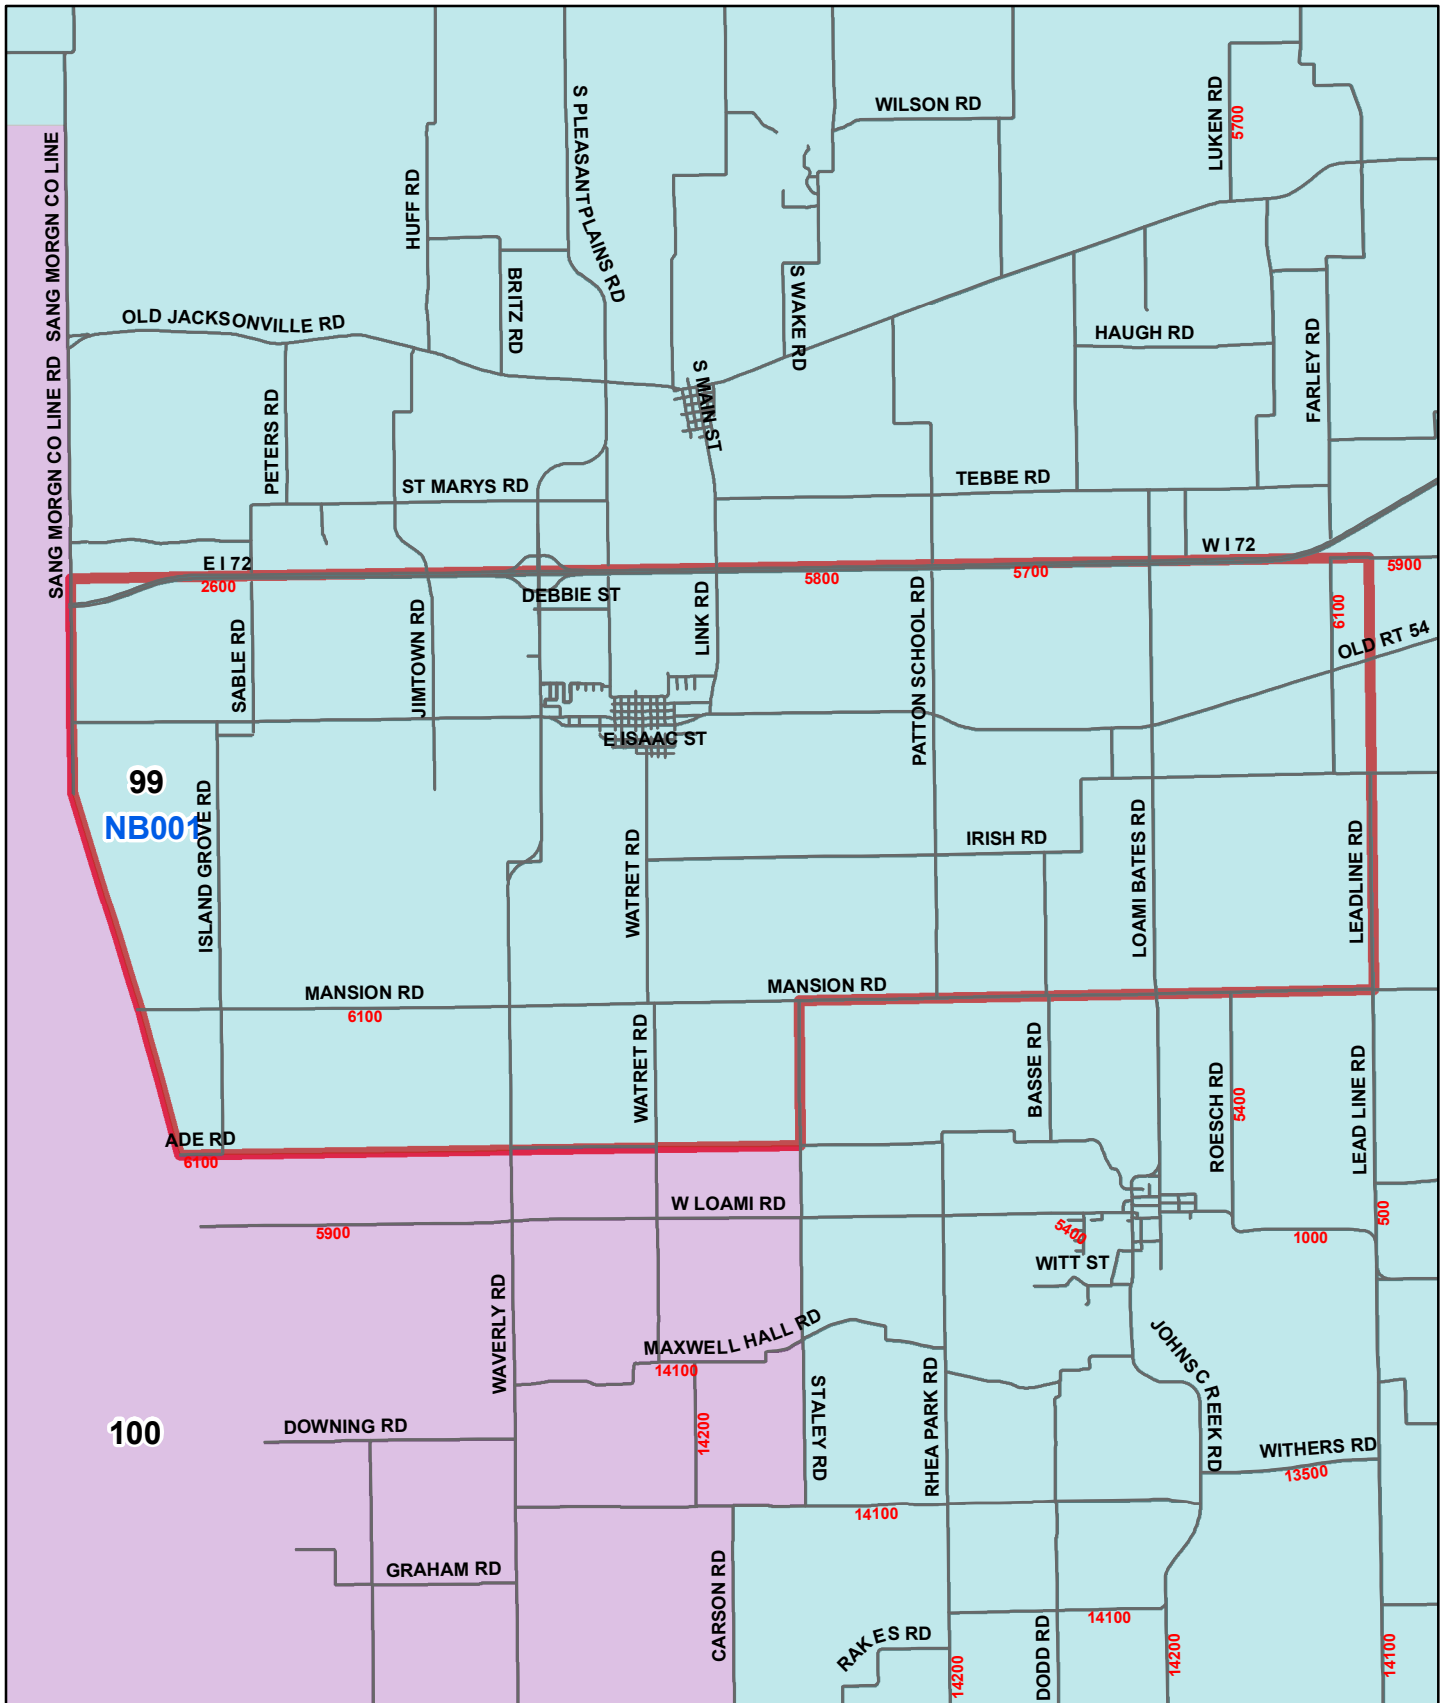 WILSON RD
LUKEN RD
5700
S PLEASANTPLAINS RD
SANG MORGN CO LINE
HUFF RD
BRITZ RD
S WAKE RD
OLD JACKSONVILLE RD
HAUGH RD
FARLEY RD
SANG MORGN CO LINE RD
PETERS RD
S MAIN ST
ST MARYS RD
TEBBE RD
W I 72
E I 72
2600
5800
5700
5900
DEBBIE ST
LINK RD
PATTON SCHOOL RD
6100
OLD RT 54
SABLE RD
JIMTOWN RD
E ISAAC ST
99
NB001
ISLAND GROVE RD
WATRET RD
IRISH RD
LOAMI BATES RD
LEADLINE RD
MANSION RD
6100
MANSION RD
WATRET RD
BASSE RD
ROESCH RD
5400
LEAD LINE RD
ADE RD
6100
W LOAMI RD
5900
5400
WITT ST
1000
500
WAVERLY RD
MAXWELL HALL RD
14100
JOHNS CREEK RD
STALEY RD
RHEA PARK RD
14200
100
DOWNING RD
WITHERS RD
13500
14100
GRAHAM RD
CARSON RD
RAKES RD
14200
DODD RD
14100
14200
14100